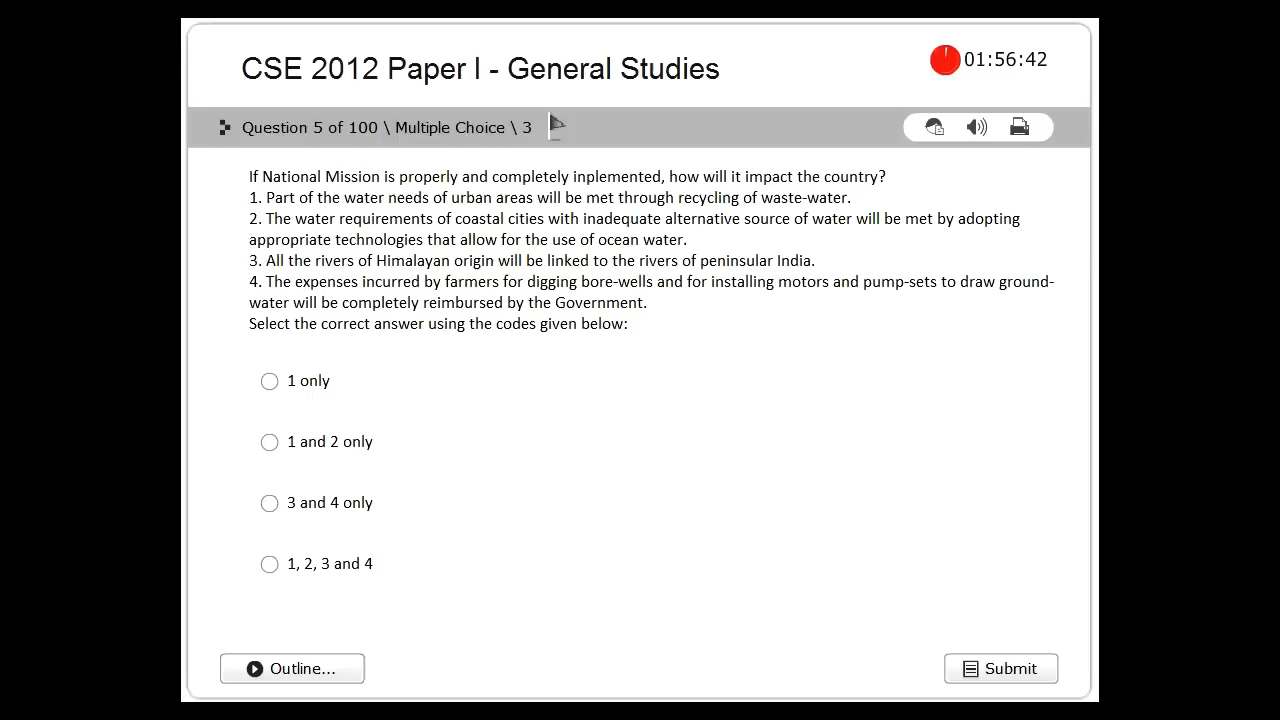 CSE 2012 Paper I - General Studies
01:56:42
Question 5 of 100 \ Multiple Choice \ 3
If National Mission is properly and completely inplemented, how will it impact the country?
1. Part of the water needs of urban areas will be met through recycling of waste-water.
2. The water requirements of coastal cities with inadequate alternative source of water will be met by adopting
appropriate technologies that allow for the use of ocean water.
3. All the rivers of Himalayan origin will be linked to the rivers of peninsular India.
4. The expenses incurred by farmers for digging bore-wells and for installing motors and pump-sets to draw ground-
water will be completely reimbursed by the Government.
Select the correct answer using the codes given below:
1 only
1 and 2 only
3 and 4 only
1, 2, 3 and 4
Outline...
Submit